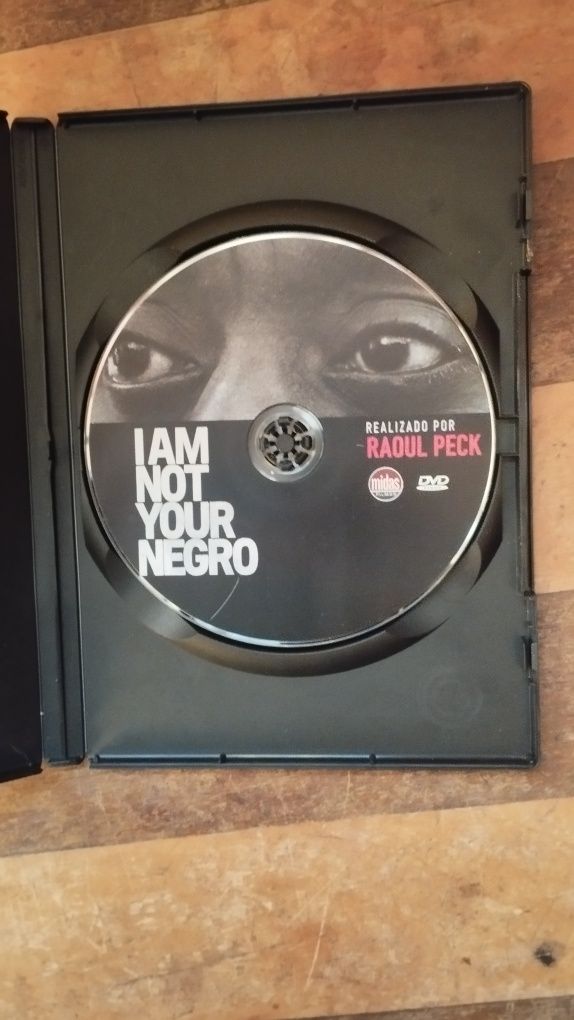 I AM
NOT
YOUR
NEGRO
REALIZADO POR
RAOUL PECK
midas
DVD